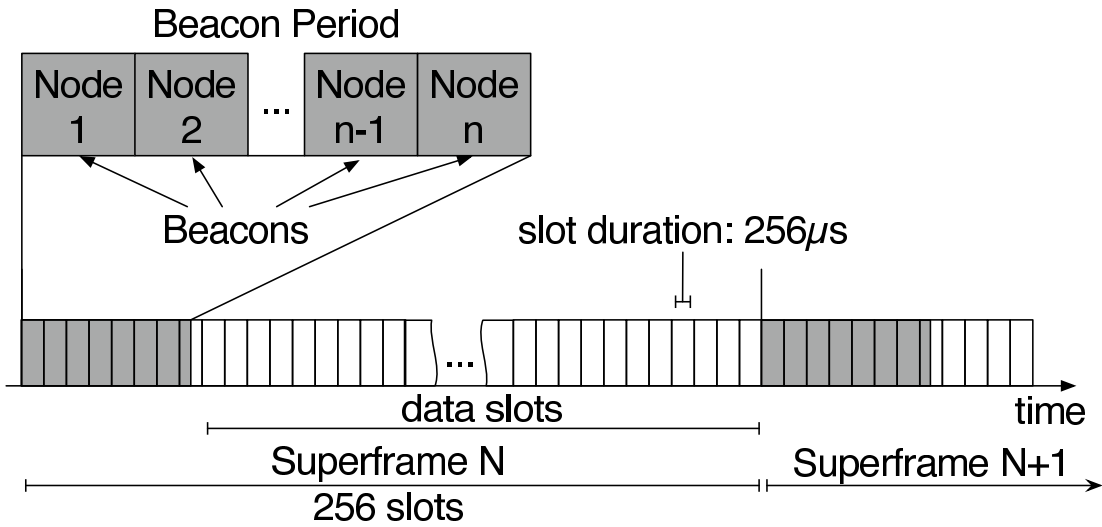 Beacon Period
Node 1
Node 2
...
Node n-1
Node n
Beacons
slot duration: 256µs
...
data slots
time
Superframe N
Superframe N+1
256 slots